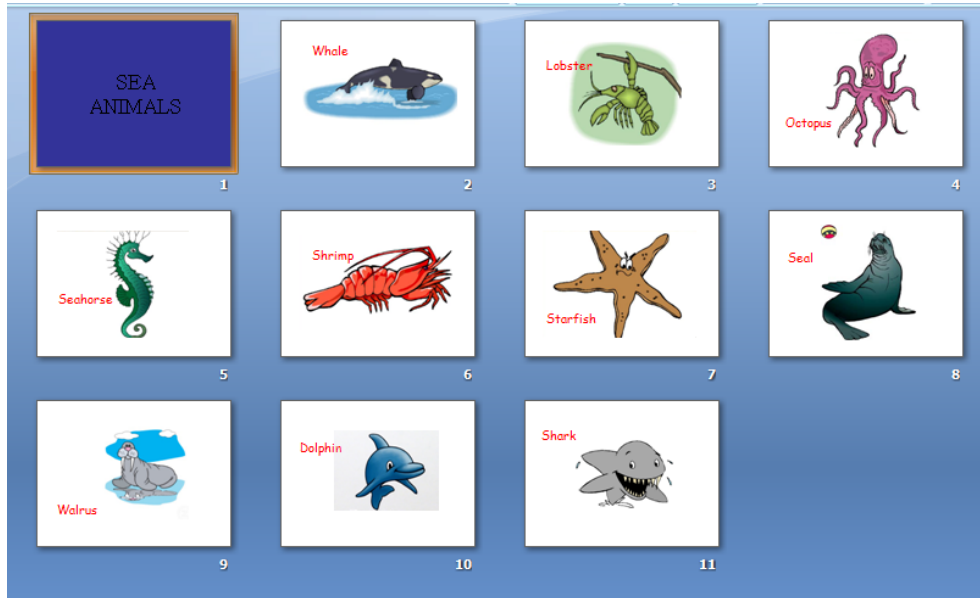 SEA
ANIMALS
1
Whale
2
Lobster
3
Octopus
4
Seahorse
5
Shrimp
6
Starfish
7
Seal
8
Walrus
9
Dolphin
10
Shark
11